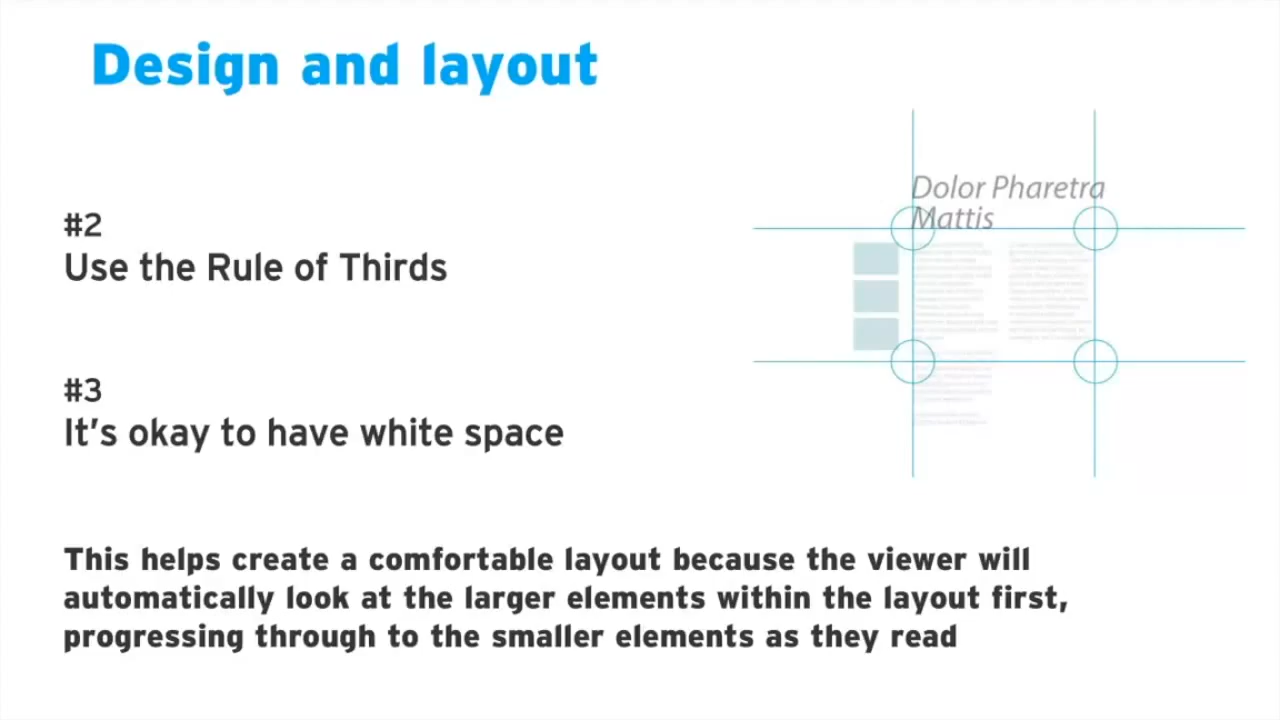 Design and layout
#2
Use the Rule of Thirds
#3
It's okay to have white space
Dolor Pharetra
Mattis
This helps create a comfortable layout because the viewer will
automatically look at the larger elements within the layout first,
progressing through to the smaller elements as they read